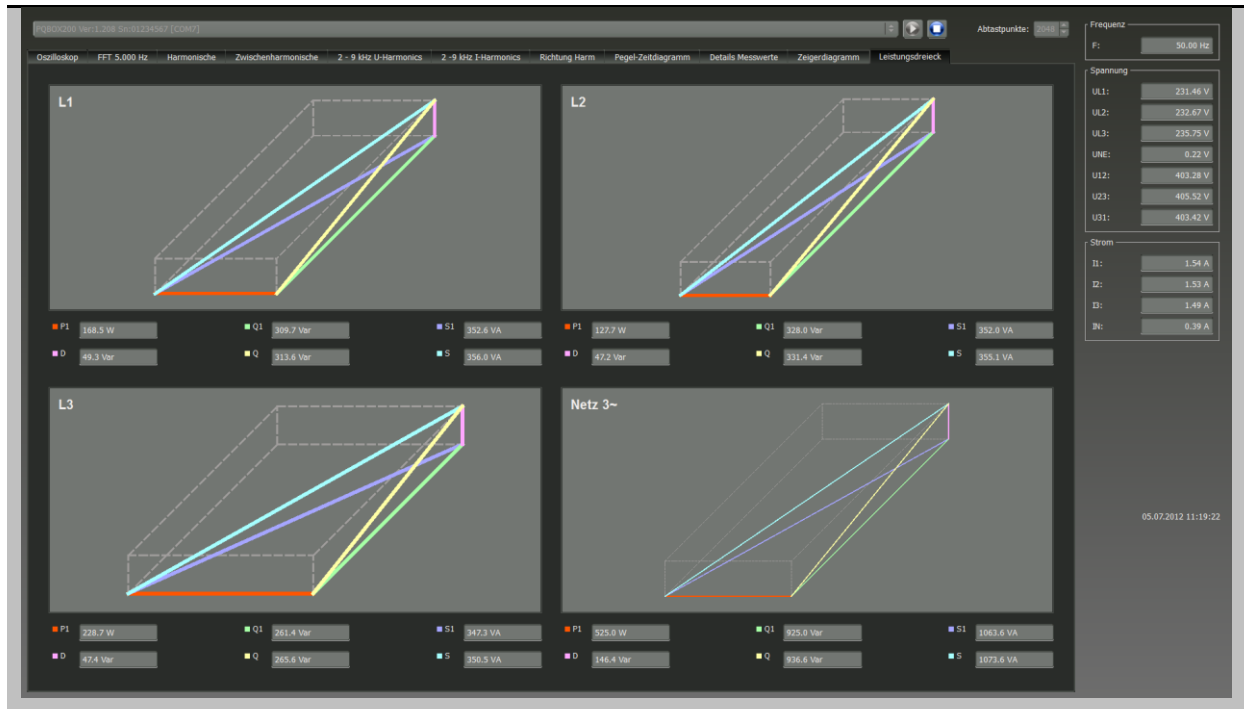 PQBOX200 Ver:1.208 Sn:01234567 [COM7]
Abtastpunkte: 2048
Oszilloskop FFT 5.000 Hz Harmonische Zwischenharmonische 2 - 9 kHz U-Harmonics 2 -9 kHz I-Harmonics Richtung Harm Pegel-Zeitdiagramm Details Messwerte Zeigerdiagramm Leistungsdreieck
L1
P1 168.5 W Q1 309.7 Var S1 352.6 VA
D 49.3 Var Q 313.6 Var S 356.0 VA
L2
P1 127.7 W Q1 328.0 Var S1 352.0 VA
D 47.2 Var Q 331.4 Var S 355.1 VA
L3
P1 228.7 W Q1 261.4 Var S1 347.3 VA
D 47.4 Var Q 265.6 Var S 350.5 VA
Netz 3~
P1 525.0 W Q1 925.0 Var S1 1063.6 VA
D 146.4 Var Q 936.6 Var S 1073.6 VA
Frequenz
F: 50.00 Hz
Spannung
UL1: 231.46 V
UL2: 232.67 V
UL3: 235.75 V
UNE: 0.22 V
U12: 403.28 V
U23: 405.52 V
U31: 403.42 V
Strom
I1: 1.54 A
I2: 1.53 A
I3: 1.49 A
IN: 0.39 A
05.07.2012 11:19:22